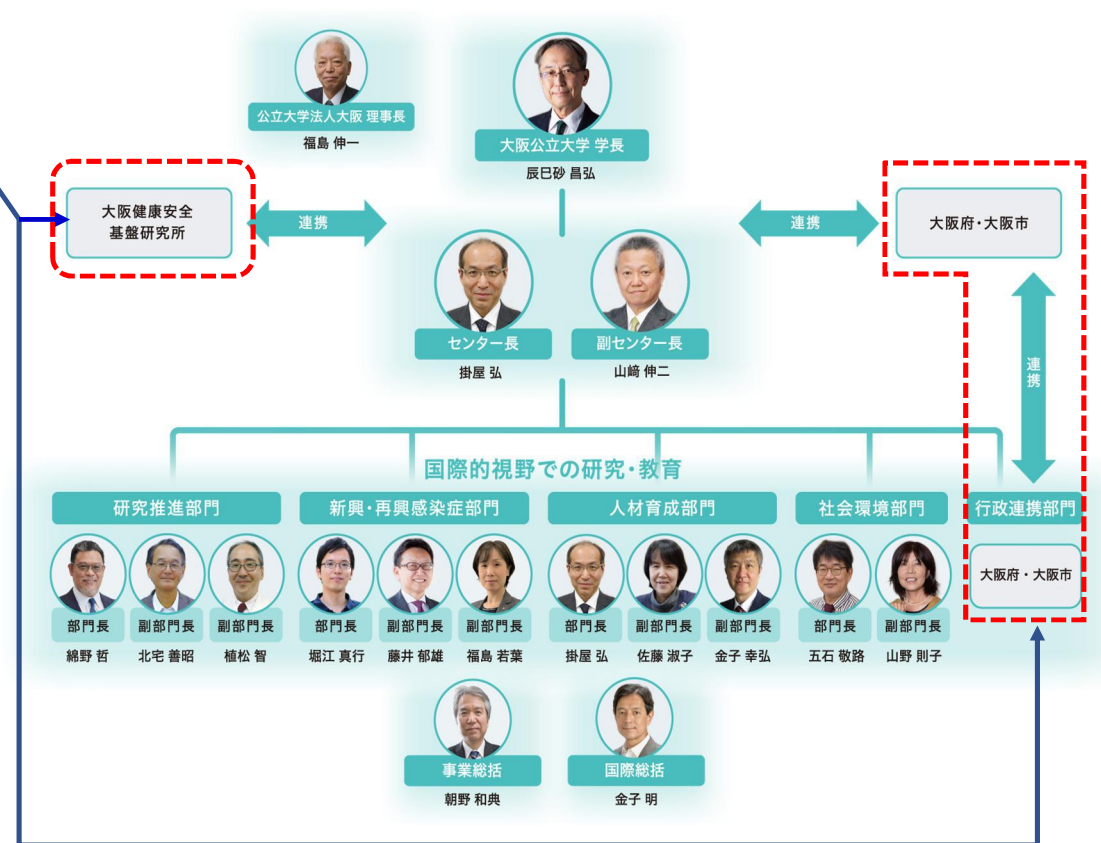 公立大学法人大阪 理事長
福島 伸一
大阪公立大学 学長
辰巳砂 昌弘
大阪健康安全
基盤研究所
連携
連携
大阪府・大阪市
センター長
掛屋 弘
副センター長
山﨑 伸二
連携
国際的視野での研究・教育
研究推進部門
新興・再興感染症部門
人材育成部門
社会環境部門
行政連携部門
大阪府・大阪市
部門長
副部門長
副部門長
部門長
副部門長
副部門長
部門長
副部門長
副部門長
部門長
副部門長
綿野 哲
北宅 善昭
植松 智
堀江 真行
藤井 郁雄
福島 若葉
掛屋 弘
佐藤 淑子
金子 幸弘
五石 敬路
山野 則子
事業総括
朝野 和典
国際総括
金子 明